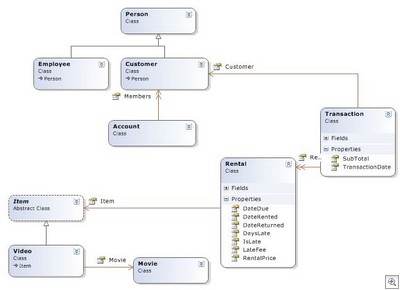 Person
Class
Employee
Class
Person
Customer
Class
Person
Customer
Members
Account
Class
Transaction
Class
Fields
Properties
SubTotal
TransactionDate
Re...
Rental
Class
Fields
Properties
DateDue
DateRented
DateReturned
DaysLate
IsLate
LateFee
RentalPrice
Item
Abstract Class
Item
Video
Class
Item
Movie
Movie
Class